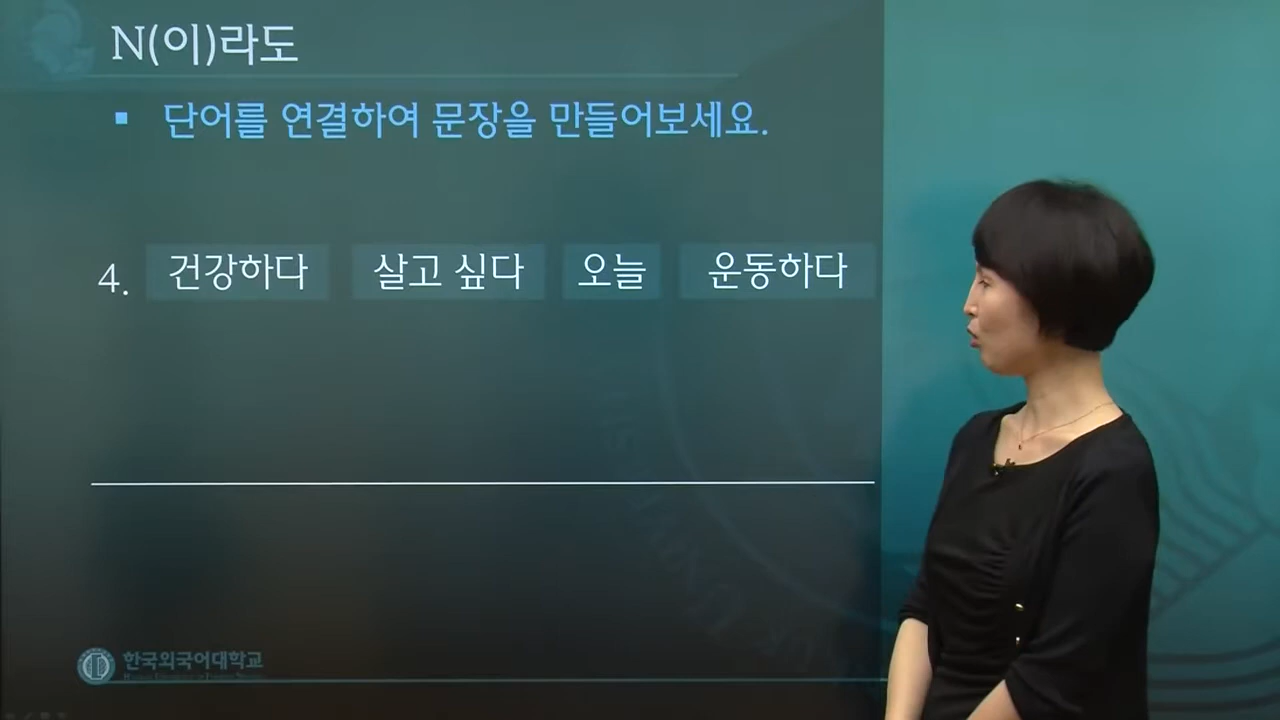 N(이)라도
▪ 단어를 연결하여 문장을 만들어보세요.
4. 건강하다 살고 싶다 오늘 운동하다
한국외국어대학교